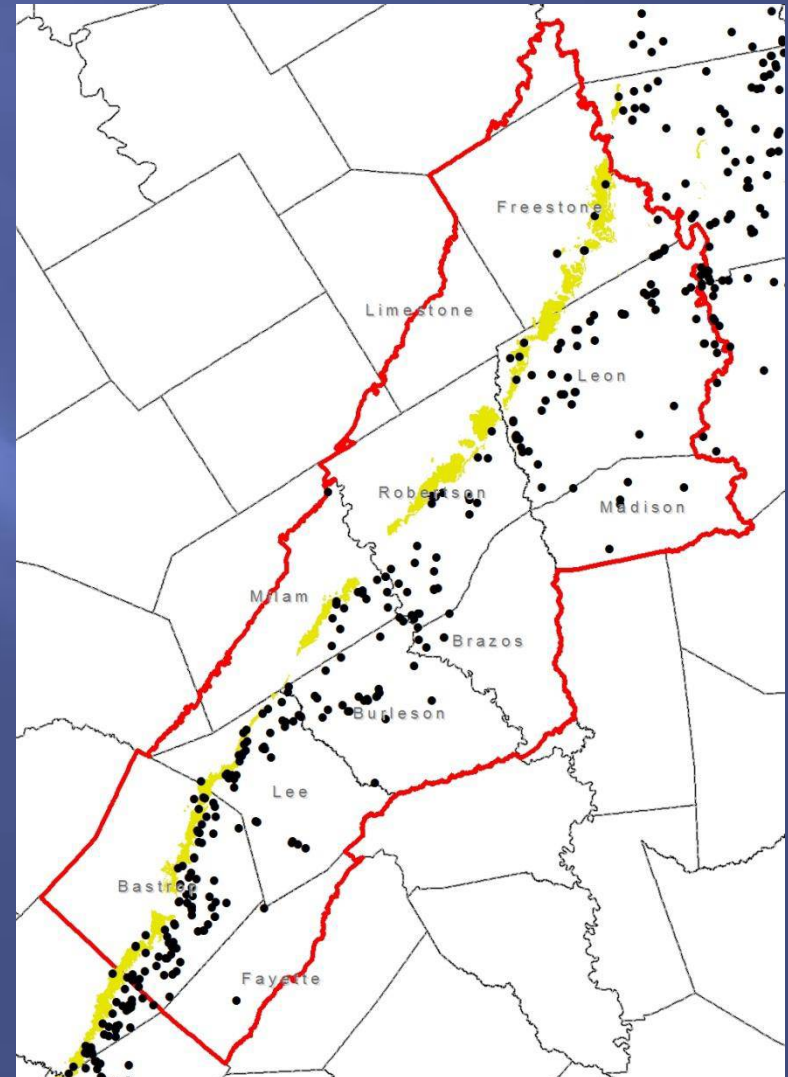 Freestone
Limestone
Leon
Robertson
Madison
Milam
Brazos
Burleson
Lee
Bastrop
Fayette